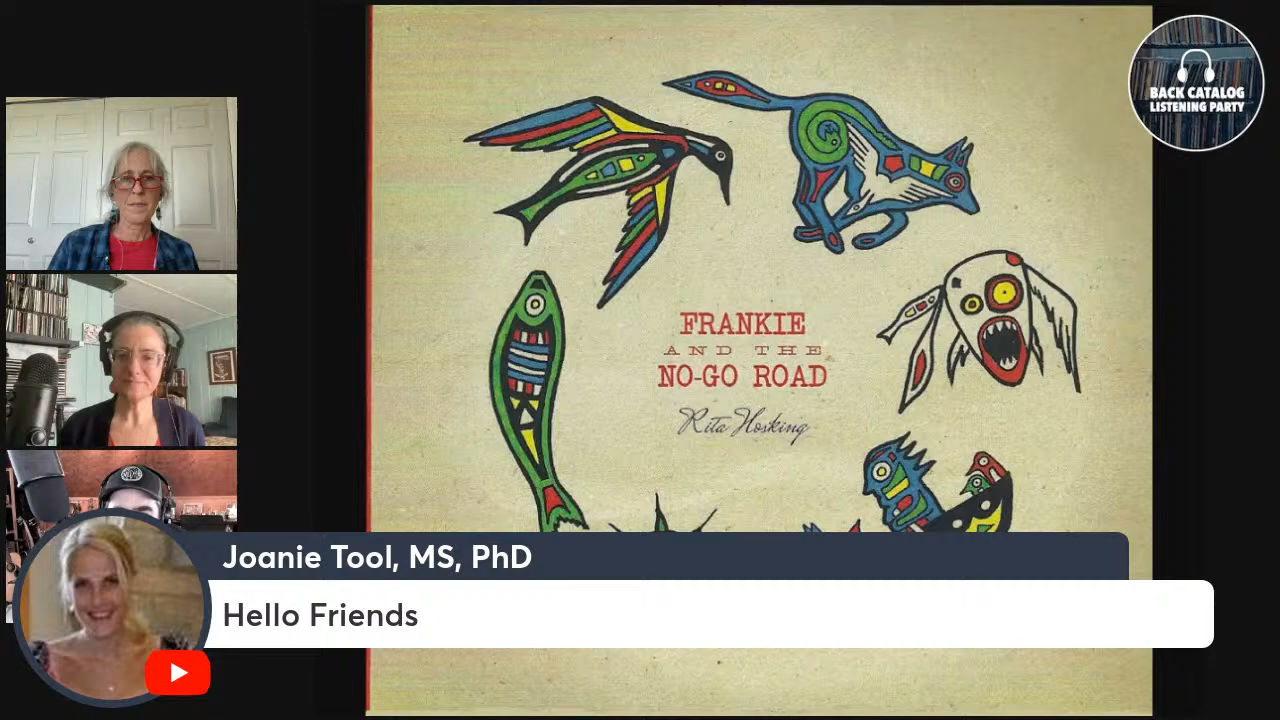 BACK CATALOG
LISTENING PARTY
FRANKIE
AND THE
NO-GO ROAD
Rita Hosking
Joanie Tool, MS, PhD
Hello Friends